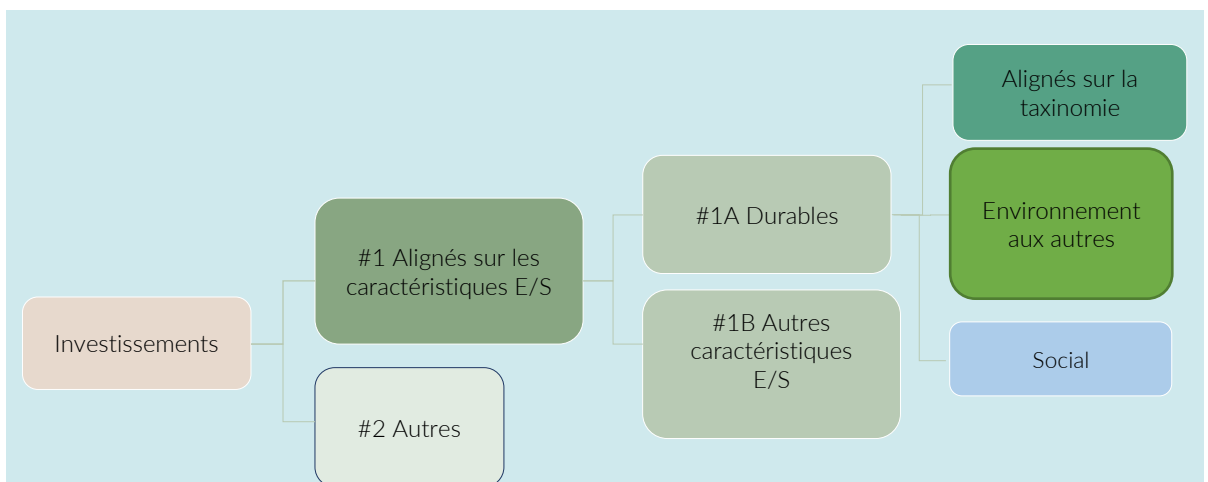 Investissements
#1 Alignés sur les
caractéristiques E/S
#2 Autres
#1A Durables
#1B Autres
caractéristiques
E/S
Alignés sur la
taxinomie
Environnement
aux autres
Social